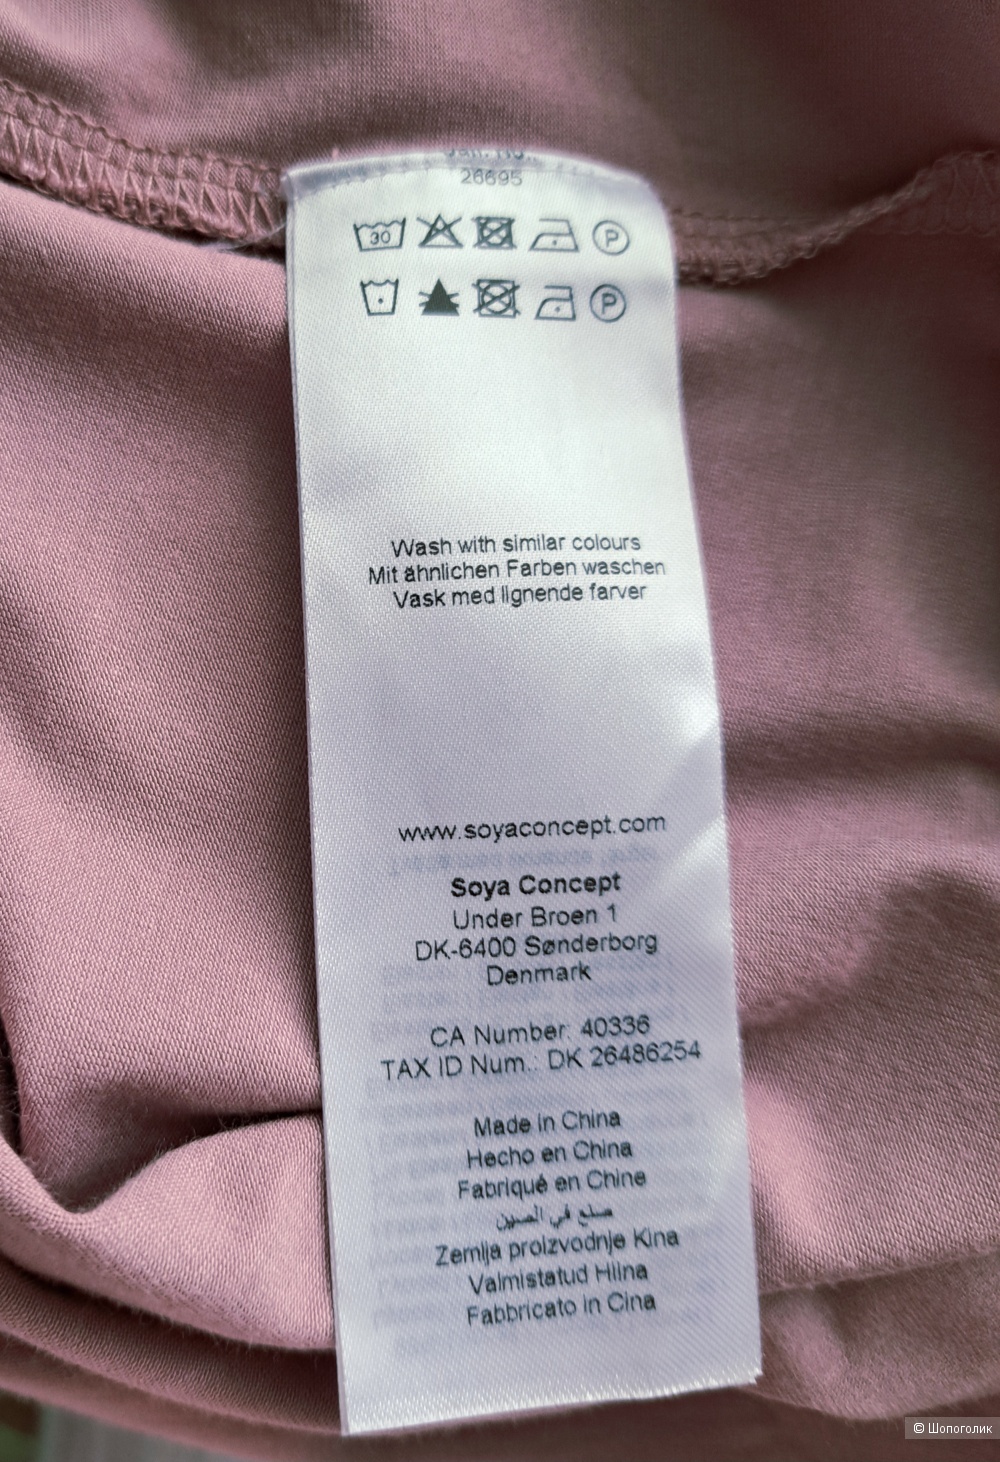 26695
30
P
P
Wash with similar colours
Mit ähnlichen Farben waschen
Vask med lignende farver
www.soyaconcept.com
Soya Concept
Under Broen 1
DK-6400 Sønderborg
Denmark
CA Number: 40336
TAX ID Num.: DK 26486254
Made in China
Hecho en China
Fabriqué en Chine
صنع في الصين
Zemlja proizvodnje Kina
Valmistatud Hiina
Fabbricato in Cina
© Шопоголик